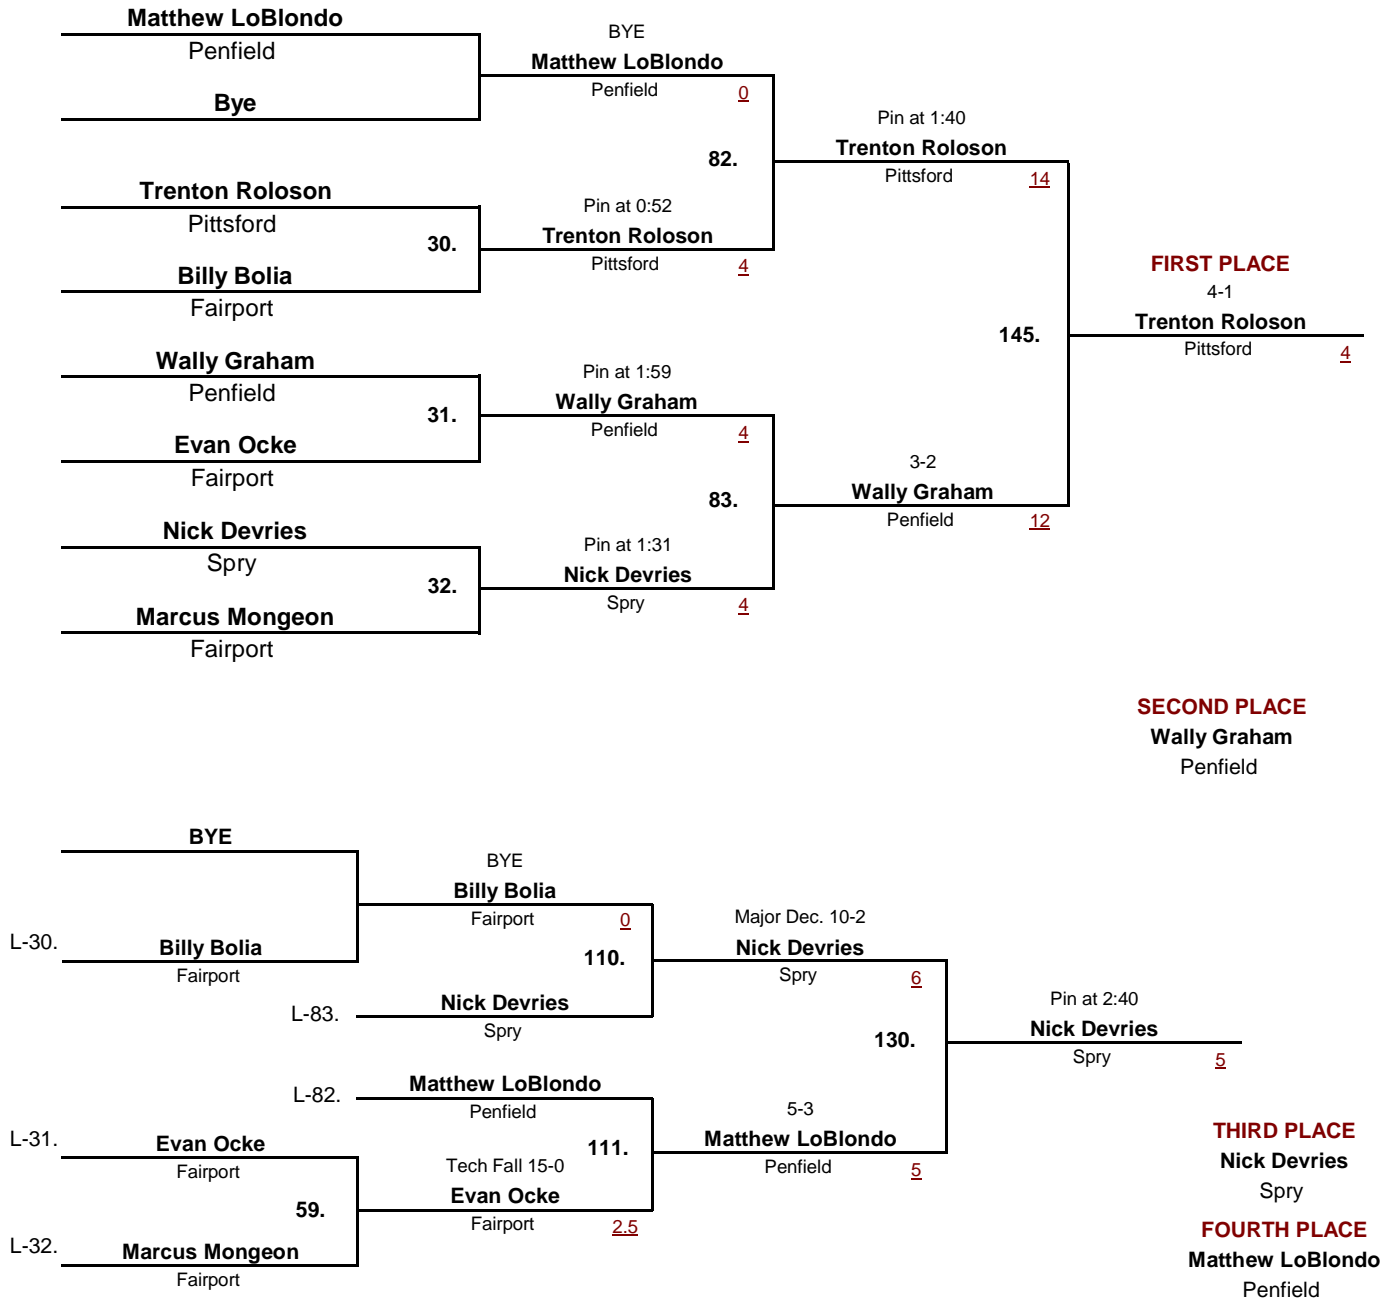 Matthew LoBlondo
Penfield
Bye
BYE
Matthew LoBlondo
Penfield 0
82.
Trenton Roloson
Pittsford
30.
Billy Bolia
Fairport
Pin at 0:52
Trenton Roloson
Pittsford 4
Pin at 1:40
Trenton Roloson
Pittsford 14
Wally Graham
Penfield
31.
Evan Ocke
Fairport
Pin at 1:59
Wally Graham
Penfield 4
83.
Nick Devries
Spry
32.
Marcus Mongeon
Fairport
Pin at 1:31
Nick Devries
Spry 4
3-2
Wally Graham
Penfield 12
145.
FIRST PLACE
4-1
Trenton Roloson
Pittsford 4
SECOND PLACE
Wally Graham
Penfield
BYE
L-30.
Billy Bolia
Fairport
BYE
Billy Bolia
Fairport 0
110.
L-83.
Nick Devries
Spry
Major Dec. 10-2
Nick Devries
Spry 6
130.
L-82.
Matthew LoBlondo
Penfield
111.
L-31.
Evan Ocke
Fairport
59.
L-32.
Marcus Mongeon
Fairport
Tech Fall 15-0
Evan Ocke
Fairport 2.5
5-3
Matthew LoBlondo
Penfield 5
Pin at 2:40
Nick Devries
Spry 5
THIRD PLACE
Nick Devries
Spry
FOURTH PLACE
Matthew LoBlondo
Penfield